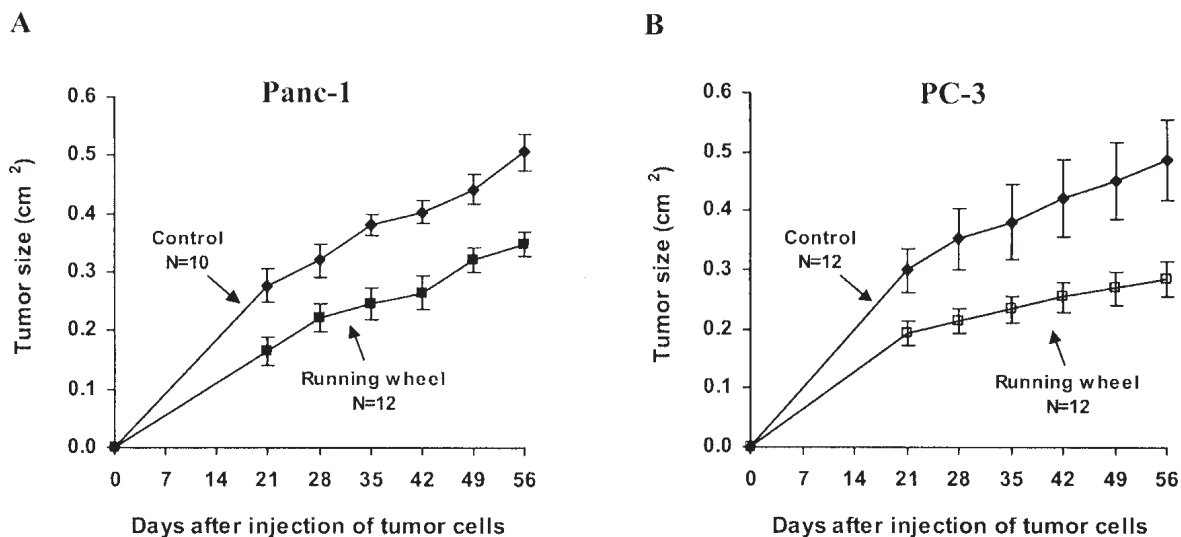 A
Panc-1
Tumor size (cm ²)
0.6
0.5
0.4
0.3
0.2
0.1
0.0
Control
N=10
Running wheel
N=12
0 7 14 21 28 35 42 49 56
Days after injection of tumor cells
B
PC-3
Tumor size (cm ²)
0.6
0.5
0.4
0.3
0.2
0.1
0.0
Control
N=12
Running wheel
N=12
0 7 14 21 28 35 42 49 56
Days after injection of tumor cells